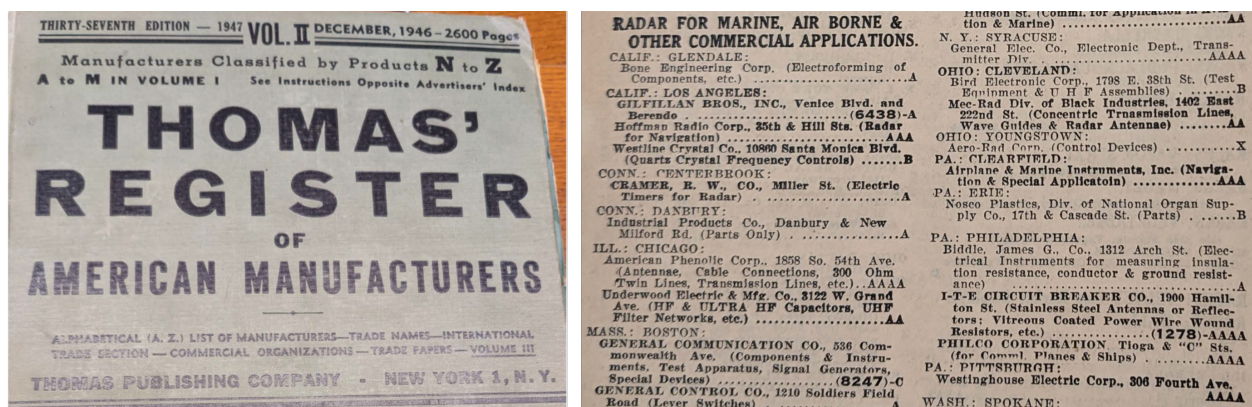 THIRTY-SEVENTH EDITION — 1947 VOL. II DECEMBER, 1946 - 2600 Pages
Manufacturers Classified by Products N to Z
A to M IN VOLUME I See Instructions Opposite Advertisers' Index
THOMAS'
REGISTER
OF
AMERICAN MANUFACTURERS
ALPHABETICAL (A. Z.) LIST OF MANUFACTURERS—TRADE NAMES—INTERNATIONAL
TRADE SECTION — COMMERCIAL ORGANIZATIONS — TRADE PAPERS — VOLUME III
THOMAS PUBLISHING COMPANY - NEW YORK 1, N. Y.
RADAR FOR MARINE, AIR BORNE &
OTHER COMMERCIAL APPLICATIONS.
CALIF.: GLENDALE:
Bone Engineering Corp. (Electroforming of
Components, etc.) ....................A
CALIF.: LOS ANGELES:
GILFILLAN BROS., INC., Venice Blvd. and
Berendo ....................(6438)-A
Hoffman Radio Corp., 35th & Hill Sts. (Radar
for Navigation) ....................AAA
Westline Crystal Co., 10860 Santa Monica Blvd.
(Quartz Crystal Frequency Controls) .......B
CONN.: CENTERBROOK:
CRAMER, R. W., CO., Miller St. (Electric
Timers for Radar) ....................A
CONN.: DANBURY:
Industrial Products Co., Danbury & New
Milford Rd. (Parts Only) ...............A
ILL.: CHICAGO:
American Phenolic Corp., 1858 So. 54th Ave.
(Antennae, Cable Connections, 300 Ohm
Twin Lines, Transmission Lines, etc.)..AAAA
Underwood Electric & Mfg. Co., 3122 W. Grand
Ave. (HF & ULTRA HF Capacitors, UHF
Filter Networks, etc.) ..................AA
MASS.: BOSTON:
GENERAL COMMUNICATION CO., 536 Com-
monwealth Ave. (Components & Instru-
ments, Test Apparatus, Signal Generators,
Special Devices) ...............(8247)-C
GENERAL CONTROL CO., 1210 Soldiers Field
Road (Lever Switches) ..............A
Hudson St. (Comml. for Application in
tion & Marine) ....................AA
N. Y.: SYRACUSE:
General Elec. Co., Electronic Dept., Trans-
mitter Div. ....................AAAA
OHIO: CLEVELAND:
Bird Electronic Corp., 1798 E. 38th St. (Test
Equipment & U H F Assemblies) ..........B
Mec-Rad Div. of Black Industries, 1402 East
222nd St. (Concentric Trnasmission Lines,
Wave Guides & Radar Antennae) .......AA
OHIO: YOUNGSTOWN:
Aero-Rad Corp. (Control Devices) ..........X
PA.: CLEARFIELD:
Airplane & Marine Instruments, Inc. (Naviga-
tion & Special Applicatoin) ..........AAA
PA.: ERIE:
Nosco Plastics, Div. of National Organ Sup-
ply Co., 17th & Cascade St. (Parts) .......B
PA.: PHILADELPHIA:
Biddle, James G., Co., 1312 Arch St. (Elec-
trical Instruments for measuring insula-
tion resistance, conductor & ground resist-
ance) ....................A
I-T-E CIRCUIT BREAKER CO., 1900 Hamil-
ton St. (Stainless Steel Antennas or Reflec-
tors; Vitreous Coated Power Wire Wound
Resistors, etc.) ..............(1278)-AAAA
PHILCO CORPORATION, Tioga & "C" Sts.
(for Comml. Planes & Ships) ..........AAAA
PA.: PITTSBURGH:
Westinghouse Electric Corp., 306 Fourth Ave.
AAAA
WASH.: SPOKANE: